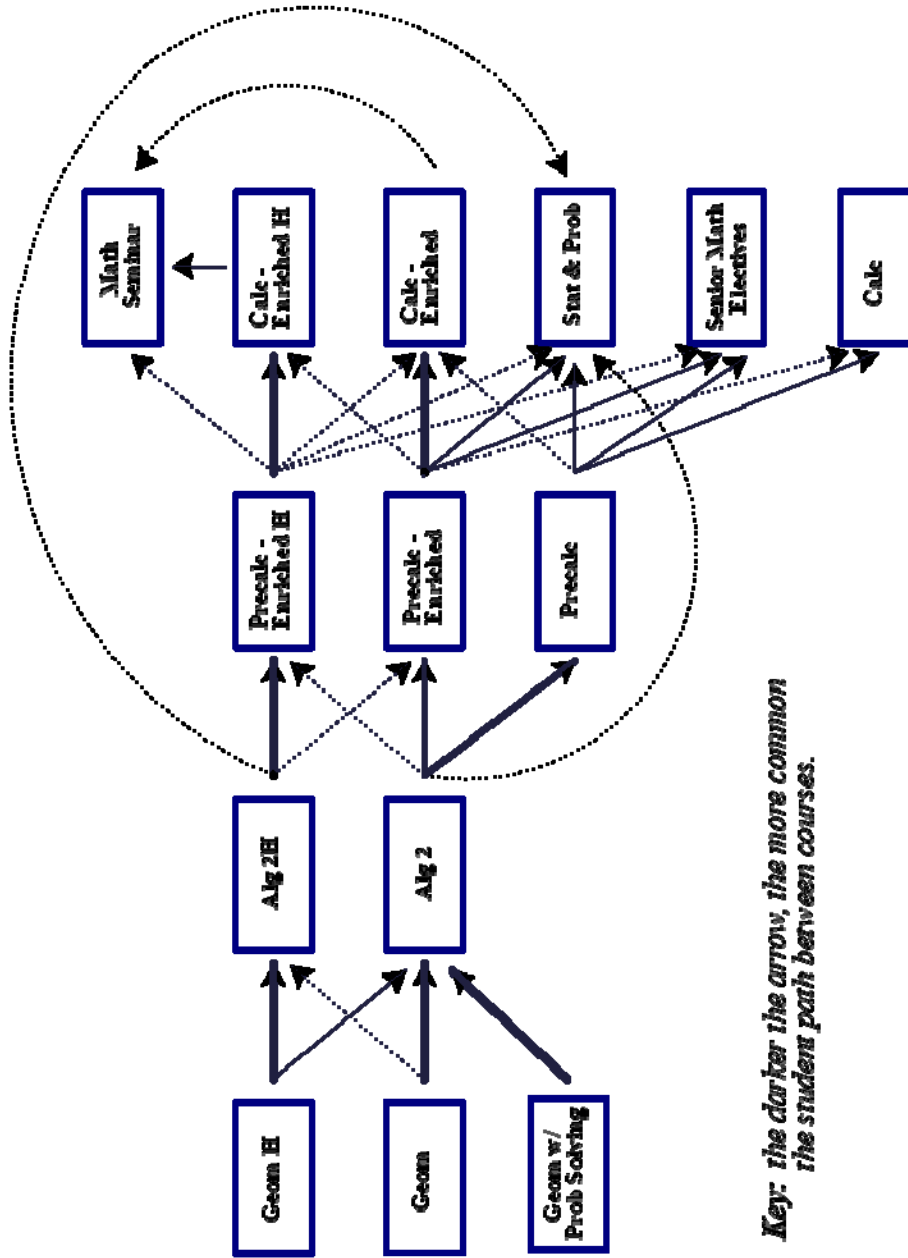 Geom H
Geom
Geom w/
Prob Solving
Alg 2H
Alg 2
Precalc -
Enriched H
Precalc -
Enriched
Precalc
Math
Seminar
Calc -
Enriched H
Calc -
Enriched
Stat & Prob
Senior Math
Electives
Calc
Key: the darker the arrow, the more common
the student path between courses.